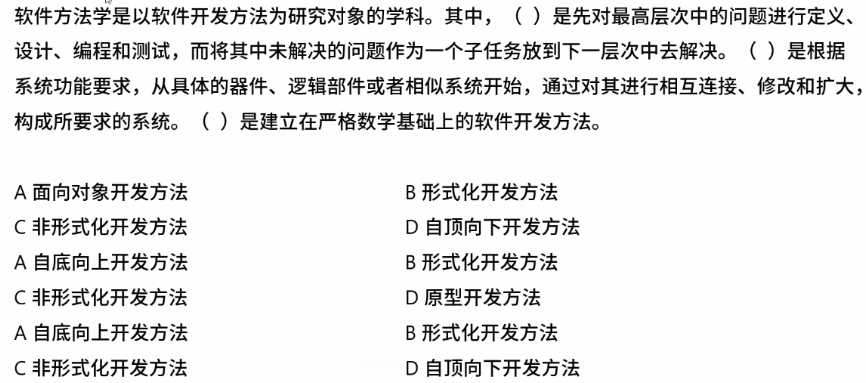 软件方法学是以软件开发方法为研究对象的学科。其中，（ ）是先对最高层次中的问题进行定义、
设计、编程和测试，而将其中未解决的问题作为一个子任务放到下一层次中去解决。（ ）是根据
系统功能要求，从具体的器件、逻辑部件或者相似系统开始，通过对其进行相互连接、修改和扩大，
构成所要求的系统。（ ）是建立在严格数学基础上的软件开发方法。
A 面向对象开发方法 B 形式化开发方法
C 非形式化开发方法 D 自顶向下开发方法
A 自底向上开发方法 B 形式化开发方法
C 非形式化开发方法 D 原型开发方法
A 自底向上开发方法 B 形式化开发方法
C 非形式化开发方法 D 自顶向下开发方法